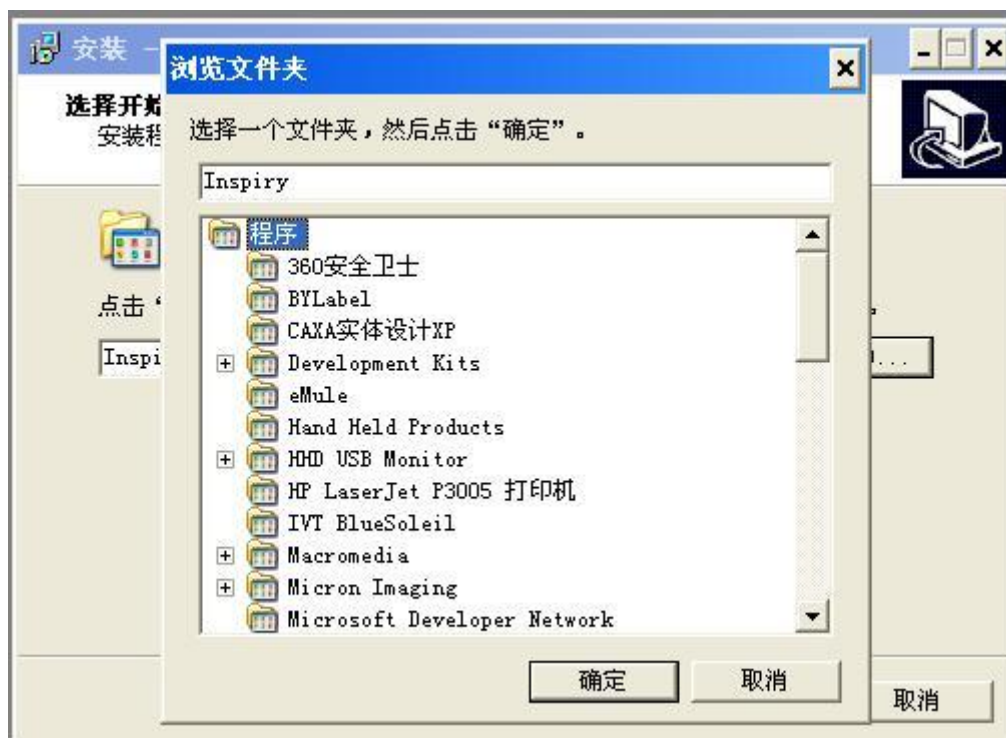 安装 -
浏览文件夹
选择开始
安装程
选择一个文件夹，然后点击“确定”。
Inspiry
程序
360安全卫士
BYLabel
CAXA实体设计XP
Development Kits
eMule
Hand Held Products
HHD USB Monitor
HP LaserJet P3005 打印机
IVT BlueSoleil
Macromedia
Micron Imaging
Microsoft Developer Network
点击“
Inspi
...
确定
取消
取消